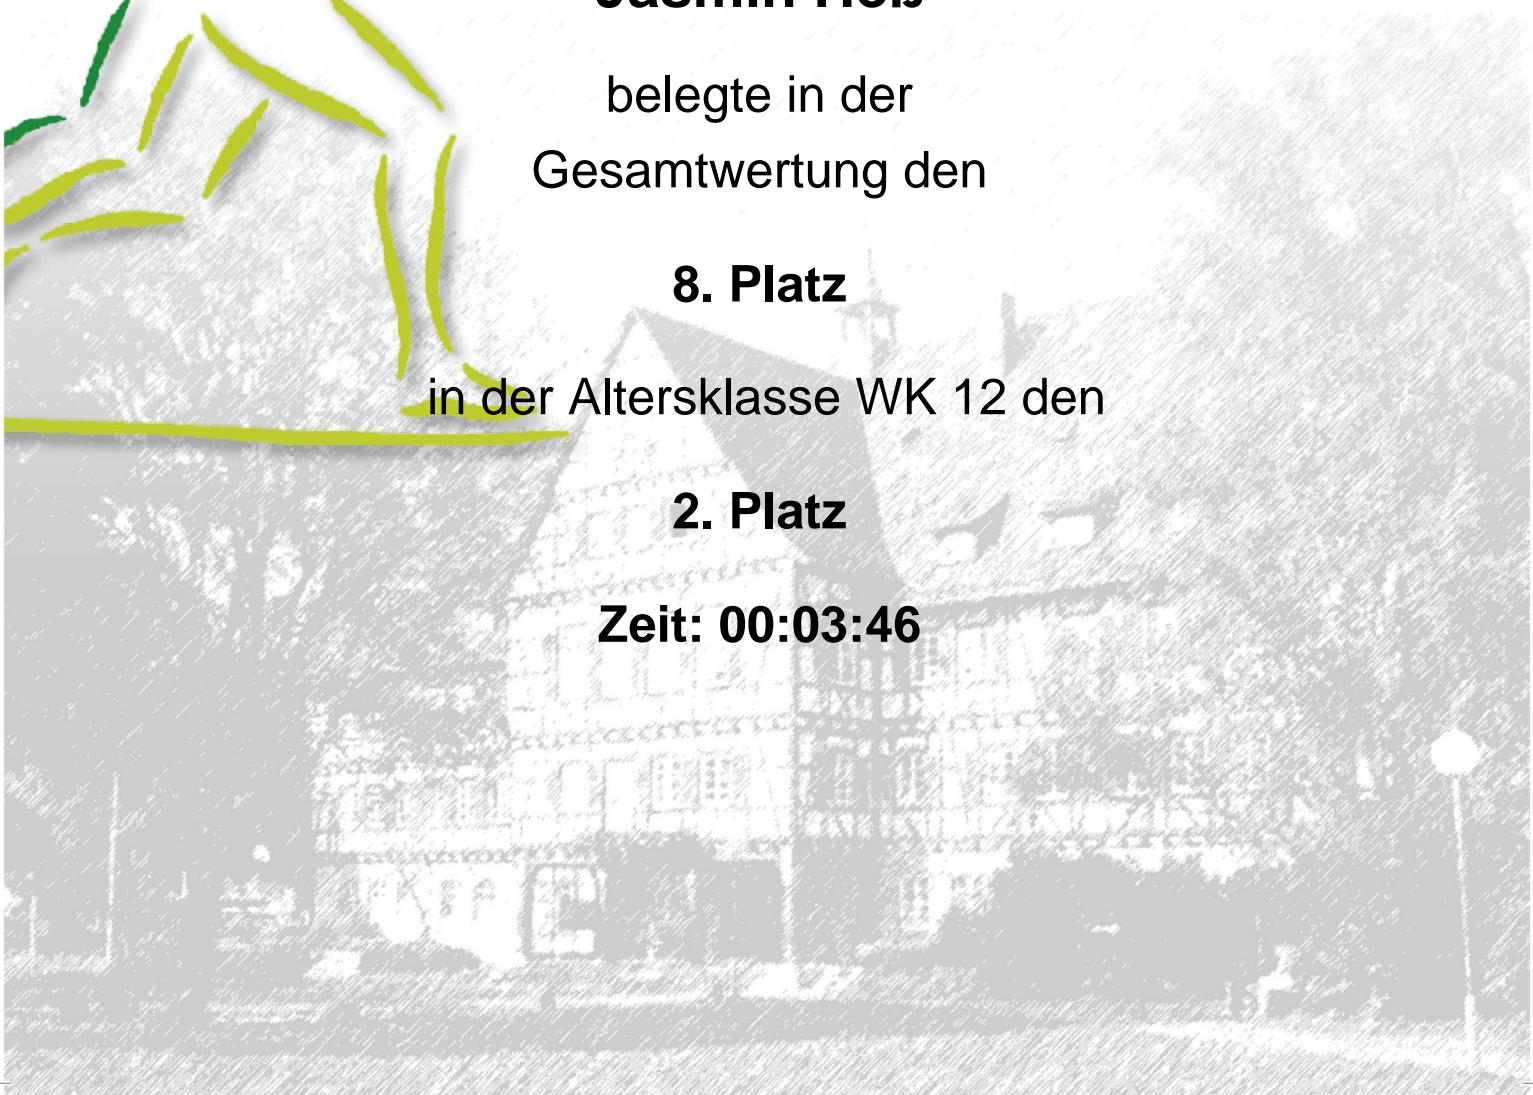 Jasmin
belegte in der
Gesamtwertung den
8. Platz
in der Altersklasse WK 12 den
2. Platz
Zeit: 00:03:46